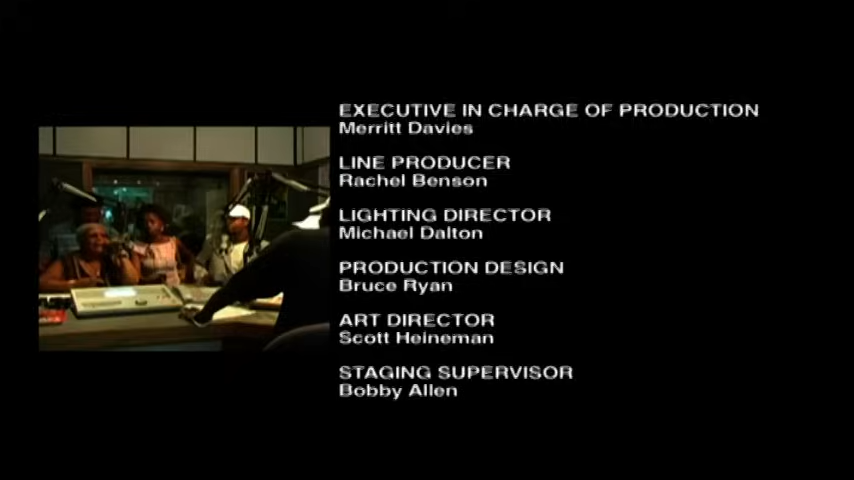 EXECUTIVE IN CHARGE OF PRODUCTION
Merritt Davies
LINE PRODUCER
Rachel Benson
LIGHTING DIRECTOR
Michael Dalton
PRODUCTION DESIGN
Bruce Ryan
ART DIRECTOR
Scott Heineman
STAGING SUPERVISOR
Bobby Allen